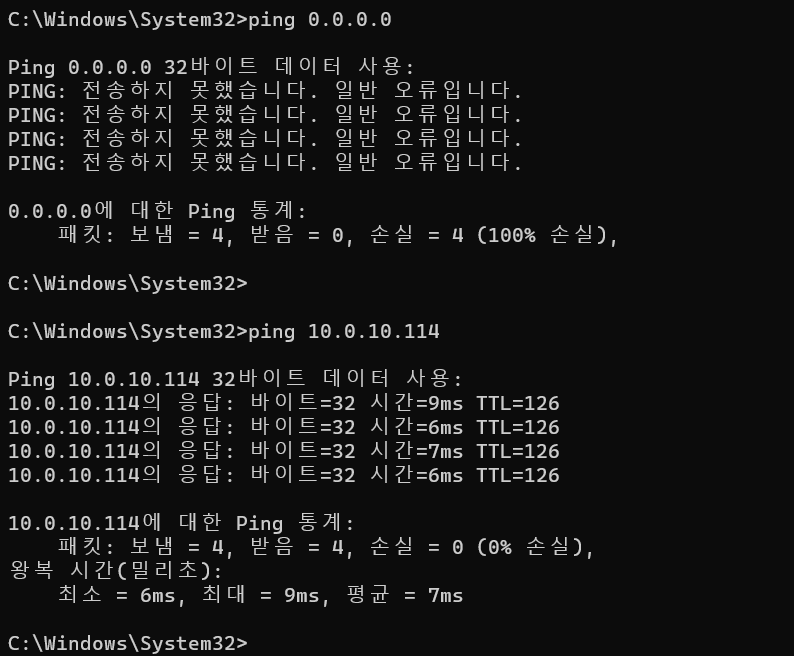 C:\Windows\System32>ping 0.0.0.0
Ping 0.0.0.0 32바이트 데이터 사용:
PING: 전송하지 못했습니다. 일반 오류입니다.
PING: 전송하지 못했습니다. 일반 오류입니다.
PING: 전송하지 못했습니다. 일반 오류입니다.
PING: 전송하지 못했습니다. 일반 오류입니다.
0.0.0.0에 대한 Ping 통계:
    패킷: 보냄 = 4, 받음 = 0, 손실 = 4 (100% 손실),
C:\Windows\System32>
C:\Windows\System32>ping 10.0.10.114
Ping 10.0.10.114 32바이트 데이터 사용:
10.0.10.114의 응답: 바이트=32 시간=9ms TTL=126
10.0.10.114의 응답: 바이트=32 시간=6ms TTL=126
10.0.10.114의 응답: 바이트=32 시간=7ms TTL=126
10.0.10.114의 응답: 바이트=32 시간=6ms TTL=126
10.0.10.114에 대한 Ping 통계:
    패킷: 보냄 = 4, 받음 = 4, 손실 = 0 (0% 손실),
왕복 시간(밀리초):
    최소 = 6ms, 최대 = 9ms, 평균 = 7ms
C:\Windows\System32>